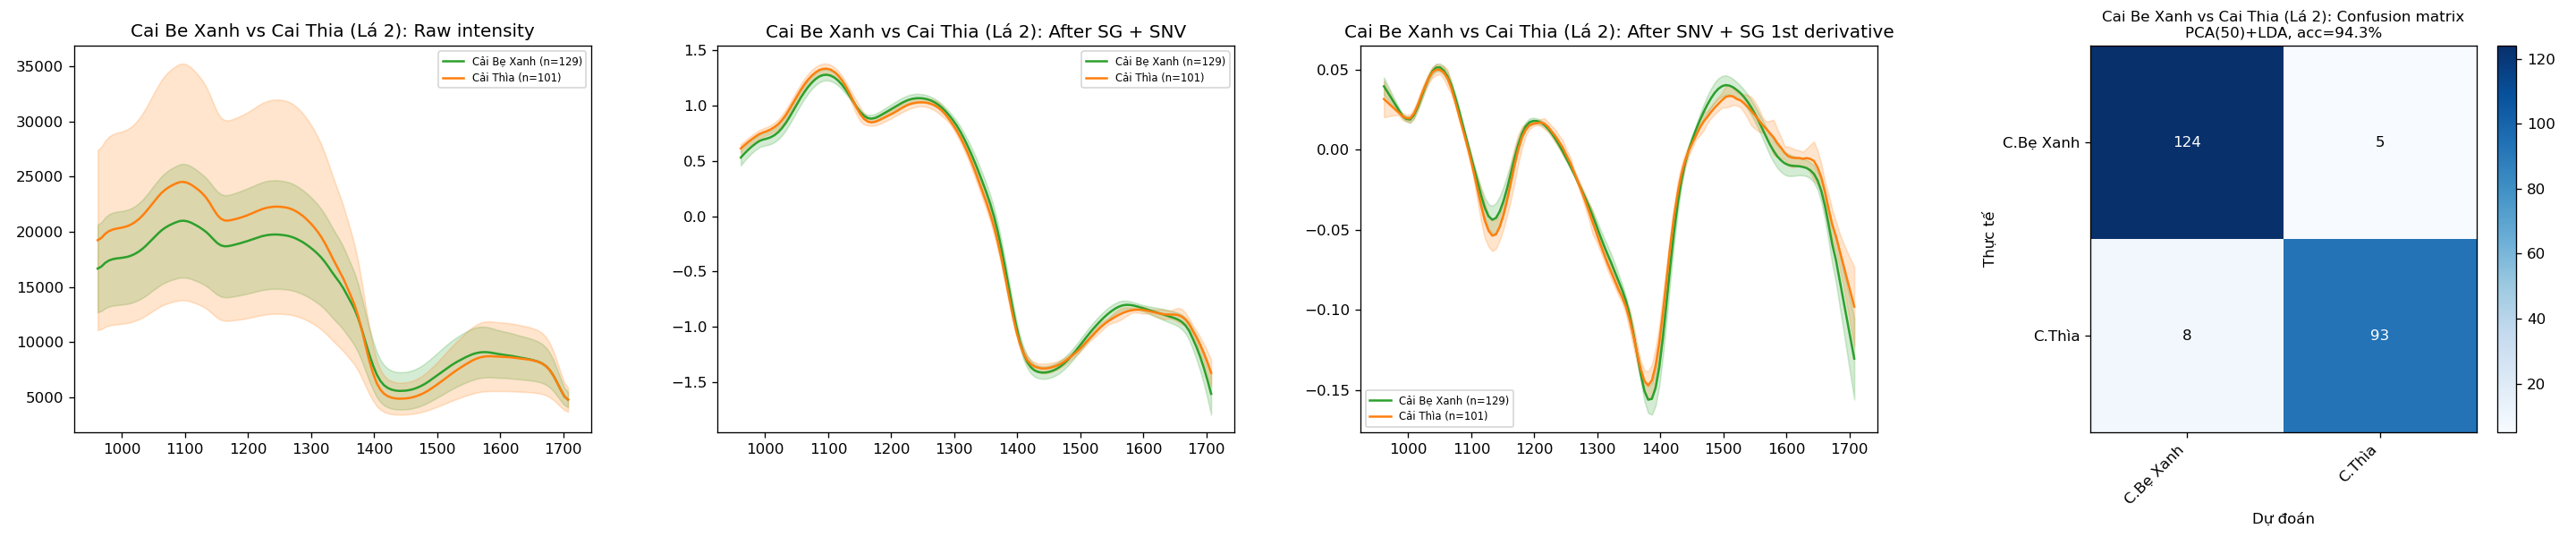 Cai Be Xanh vs Cai Thia (Lá 2): Raw intensity
35000
30000
25000
20000
15000
10000
5000
1000 1100 1200 1300 1400 1500 1600 1700
Cải Bẹ Xanh (n=129)
Cải Thìa (n=101)
Cai Be Xanh vs Cai Thia (Lá 2): After SG + SNV
1.5
1.0
0.5
0.0
−0.5
−1.0
−1.5
1000 1100 1200 1300 1400 1500 1600 1700
Cải Bẹ Xanh (n=129)
Cải Thìa (n=101)
Cai Be Xanh vs Cai Thia (Lá 2): After SNV + SG 1st derivative
0.05
0.00
−0.05
−0.10
−0.15
1000 1100 1200 1300 1400 1500 1600 1700
Cải Bẹ Xanh (n=129)
Cải Thìa (n=101)
Cai Be Xanh vs Cai Thia (Lá 2): Confusion matrix
PCA(50)+LDA, acc=94.3%
Thực tế
C.Bẹ Xanh
124 5
C.Thìa
8 93
C.Bẹ Xanh
C.Thìa
Dự đoán
120
100
80
60
40
20